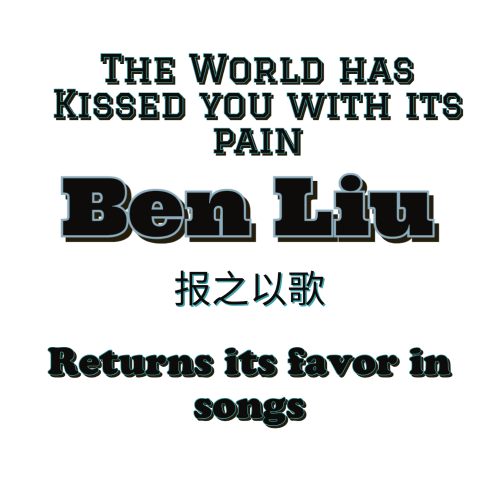 The World has
Kissed you with its
pain
Ben Liu
报之以歌
Returns its favor in
songs